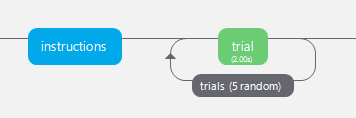 instructions
trial
(2.00s)
trials (5 random)